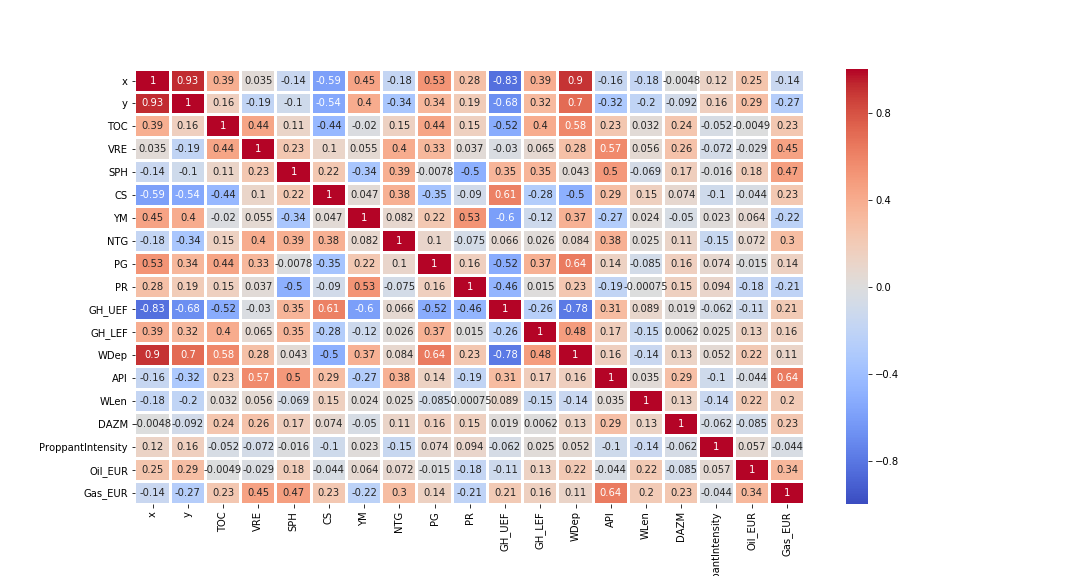 x 1 0.93 0.39 0.035 -0.14 -0.59 0.45 -0.18 0.53 0.28 -0.83 0.39 0.9 -0.16 -0.18 -0.0048 0.12 0.25 -0.14
y 0.93 1 0.16 -0.19 -0.1 -0.54 0.4 -0.34 0.34 0.19 -0.68 0.32 0.7 -0.32 -0.2 -0.092 0.16 0.29 -0.27
TOC 0.39 0.16 1 0.44 0.11 -0.44 -0.02 0.15 0.44 0.15 -0.52 0.4 0.58 0.23 0.032 0.24 -0.052 -0.0049 0.23
VRE 0.035 -0.19 0.44 1 0.23 0.1 0.055 0.4 0.33 0.037 -0.03 0.065 0.28 0.57 0.056 0.26 -0.072 -0.029 0.45
SPH -0.14 -0.1 0.11 0.23 1 0.22 -0.34 0.39 -0.0078 -0.5 0.35 0.35 0.043 0.5 -0.069 0.17 -0.016 0.18 0.47
CS -0.59 -0.54 -0.44 0.1 0.22 1 0.047 0.38 -0.35 -0.09 0.61 -0.28 -0.5 0.29 0.15 0.074 -0.1 -0.044 0.23
YM 0.45 0.4 -0.02 0.055 -0.34 0.047 1 0.082 0.22 0.53 -0.6 -0.12 0.37 -0.27 0.024 -0.05 0.023 0.064 -0.22
NTG -0.18 -0.34 0.15 0.4 0.39 0.38 0.082 1 0.1 -0.075 0.066 0.026 0.084 0.38 0.025 0.11 -0.15 0.072 0.3
PG 0.53 0.34 0.44 0.33 -0.0078 -0.35 0.22 0.1 1 0.16 -0.52 0.37 0.64 0.14 -0.085 0.16 0.074 -0.015 0.14
PR 0.28 0.19 0.15 0.037 -0.5 -0.09 0.53 -0.075 0.16 1 -0.46 0.015 0.23 -0.19 -0.00075 0.15 0.094 -0.18 -0.21
GH_UEF -0.83 -0.68 -0.52 -0.03 0.35 0.61 -0.6 0.066 -0.52 -0.46 1 -0.26 -0.78 0.31 0.089 0.019 -0.062 -0.11 0.21
GH_LEF 0.39 0.32 0.4 0.065 0.35 -0.28 -0.12 0.026 0.37 0.015 -0.26 1 0.48 0.17 -0.15 0.0062 0.025 0.13 0.16
WDep 0.9 0.7 0.58 0.28 0.043 -0.5 0.37 0.084 0.64 0.23 -0.78 0.48 1 0.16 -0.14 0.13 0.052 0.22 0.11
API -0.16 -0.32 0.23 0.57 0.5 0.29 -0.27 0.38 0.14 -0.19 0.31 0.17 0.16 1 0.035 0.29 -0.1 -0.044 0.64
WLen -0.18 -0.2 0.032 0.056 -0.069 0.15 0.024 0.025 -0.085 0.00075 0.089 -0.15 -0.14 0.035 1 0.13 -0.14 0.22 0.2
DAZM -0.0048 -0.092 0.24 0.26 0.17 0.074 -0.05 0.11 0.16 0.15 0.019 0.0062 0.13 0.29 0.13 1 -0.062 -0.085 0.23
ProppantIntensity 0.12 0.16 -0.052 -0.072 -0.016 -0.1 0.023 -0.15 0.074 0.094 -0.062 0.025 0.052 -0.1 -0.14 -0.062 1 0.057 -0.044
Oil_EUR 0.25 0.29 -0.0049 -0.029 0.18 -0.044 0.064 0.072 -0.015 -0.18 -0.11 0.13 0.22 -0.044 0.22 -0.085 0.057 1 0.34
Gas_EUR -0.14 -0.27 0.23 0.45 0.47 0.23 -0.22 0.3 0.14 -0.21 0.21 0.16 0.11 0.64 0.2 0.23 -0.044 0.34 1
x y TOC VRE SPH CS YM NTG PG PR GH_UEF GH_LEF WDep API WLen DAZM pantIntensity Oil_EUR Gas_EUR
0.8
0.4
0.0
−0.4
−0.8